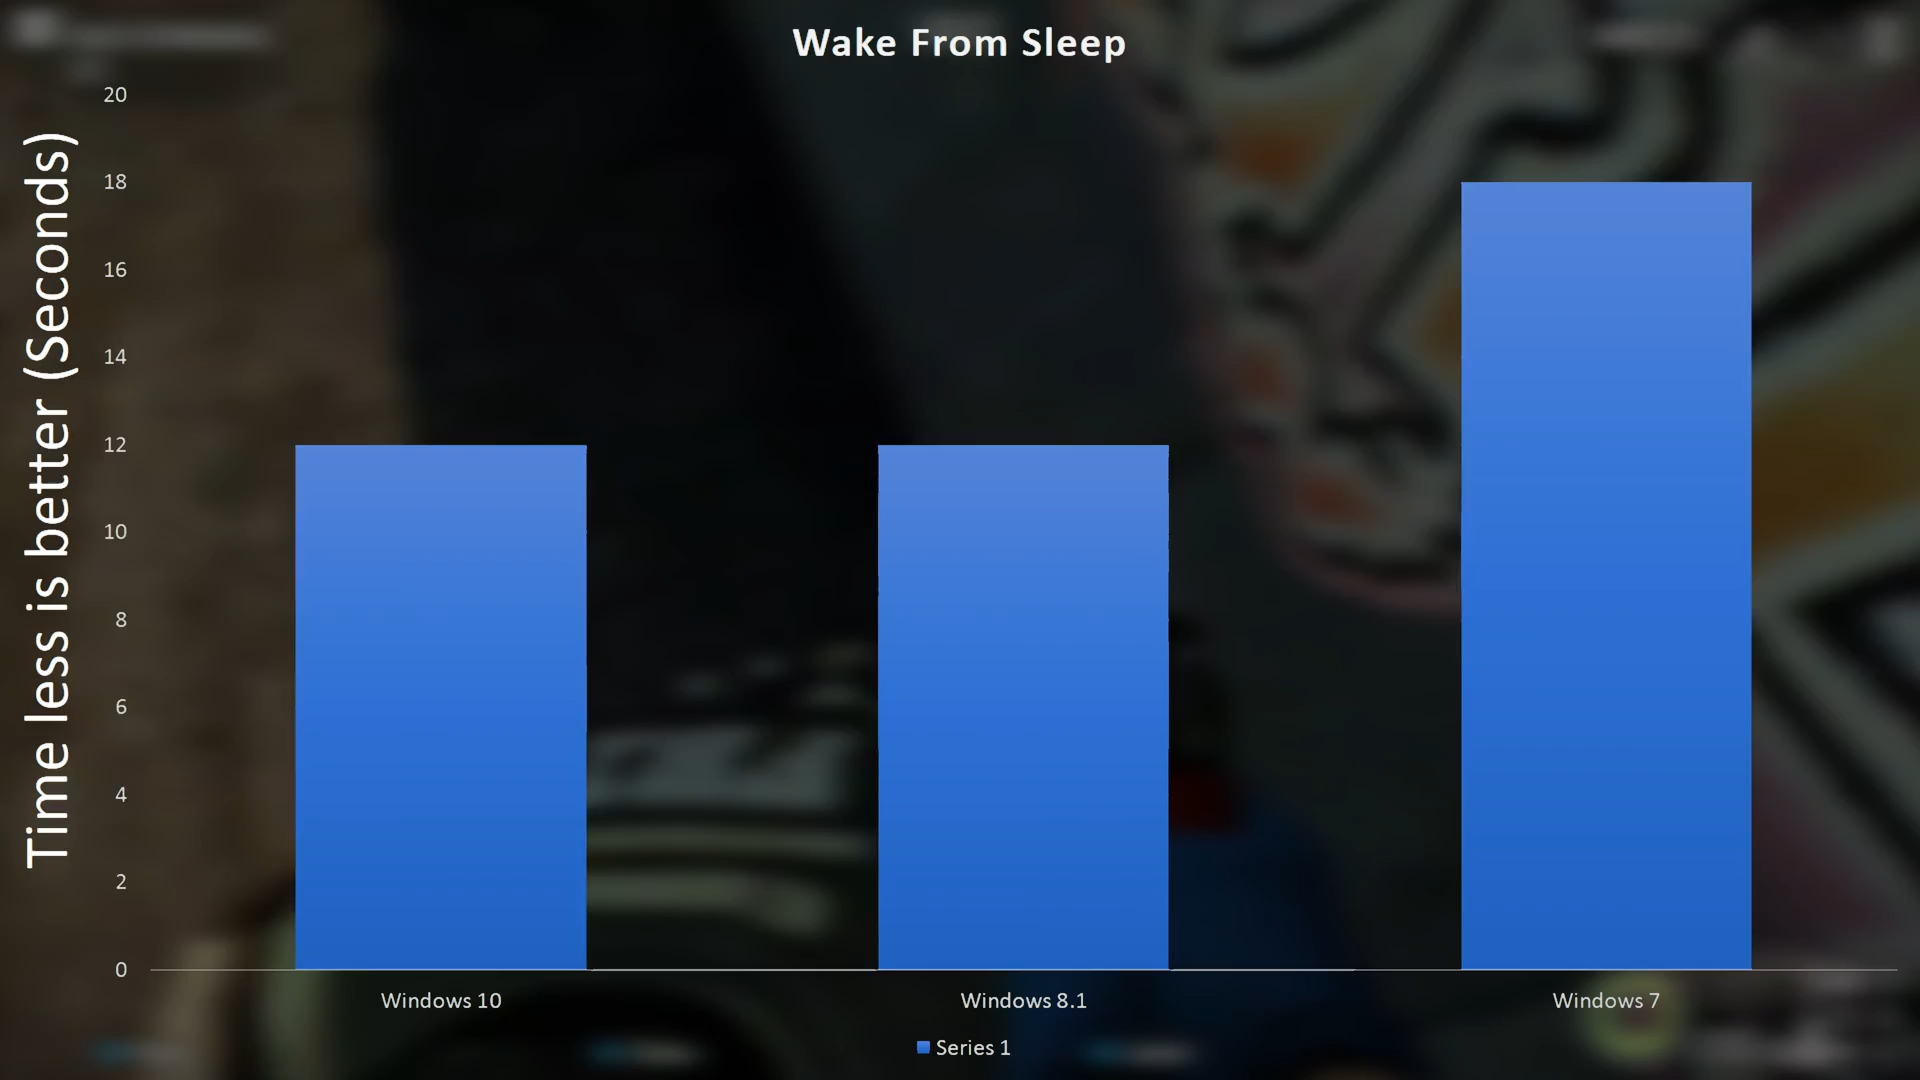 Wake From Sleep
Time less is better (Seconds)
20
18
16
14
12
10
8
6
4
2
0
Windows 10
Windows 8.1
Windows 7
Series 1